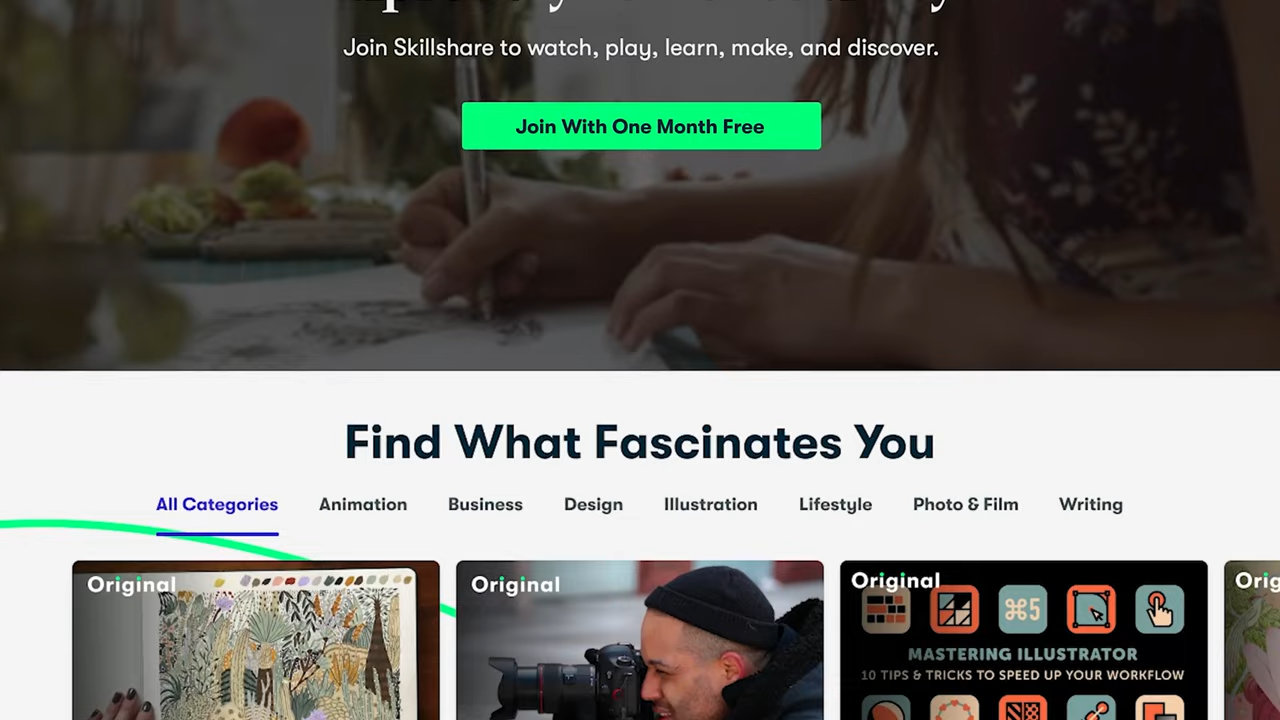 Join Skillshare to watch, play, learn, make, and discover.
Join With One Month Free
Find What Fascinates You
All Categories Animation Business Design Illustration Lifestyle Photo & Film Writing
Original Original Original
⌘5
MASTERING ILLUSTRATOR
10 TIPS & TRICKS TO SPEED UP YOUR WORKFLOW